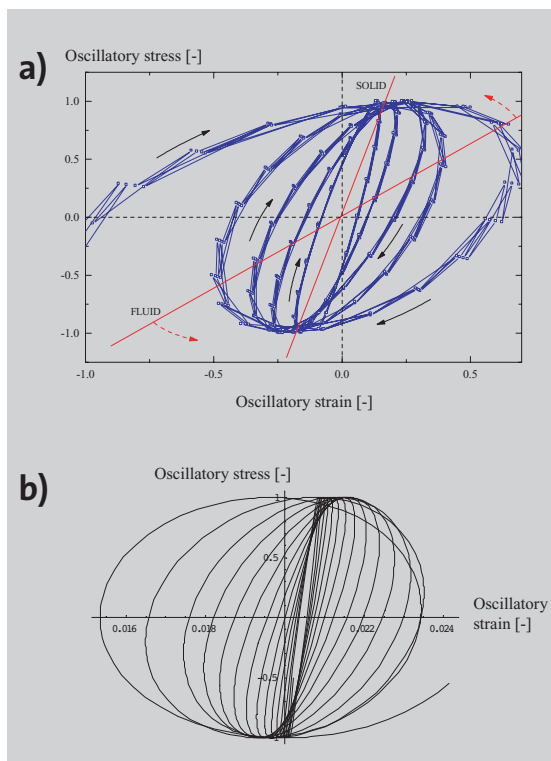 Oscillatory stress [-]
a)
SOLID
1.0
0.5
0.0
-0.5
-1.0
FLUID
-1.0
-0.5
0.0
0.5
Oscillatory strain [-]
b)
Oscillatory stress [-]
1
0.5
0.016
0.018
0.022
0.024
Oscillatory
strain [-]
-0.5
-1